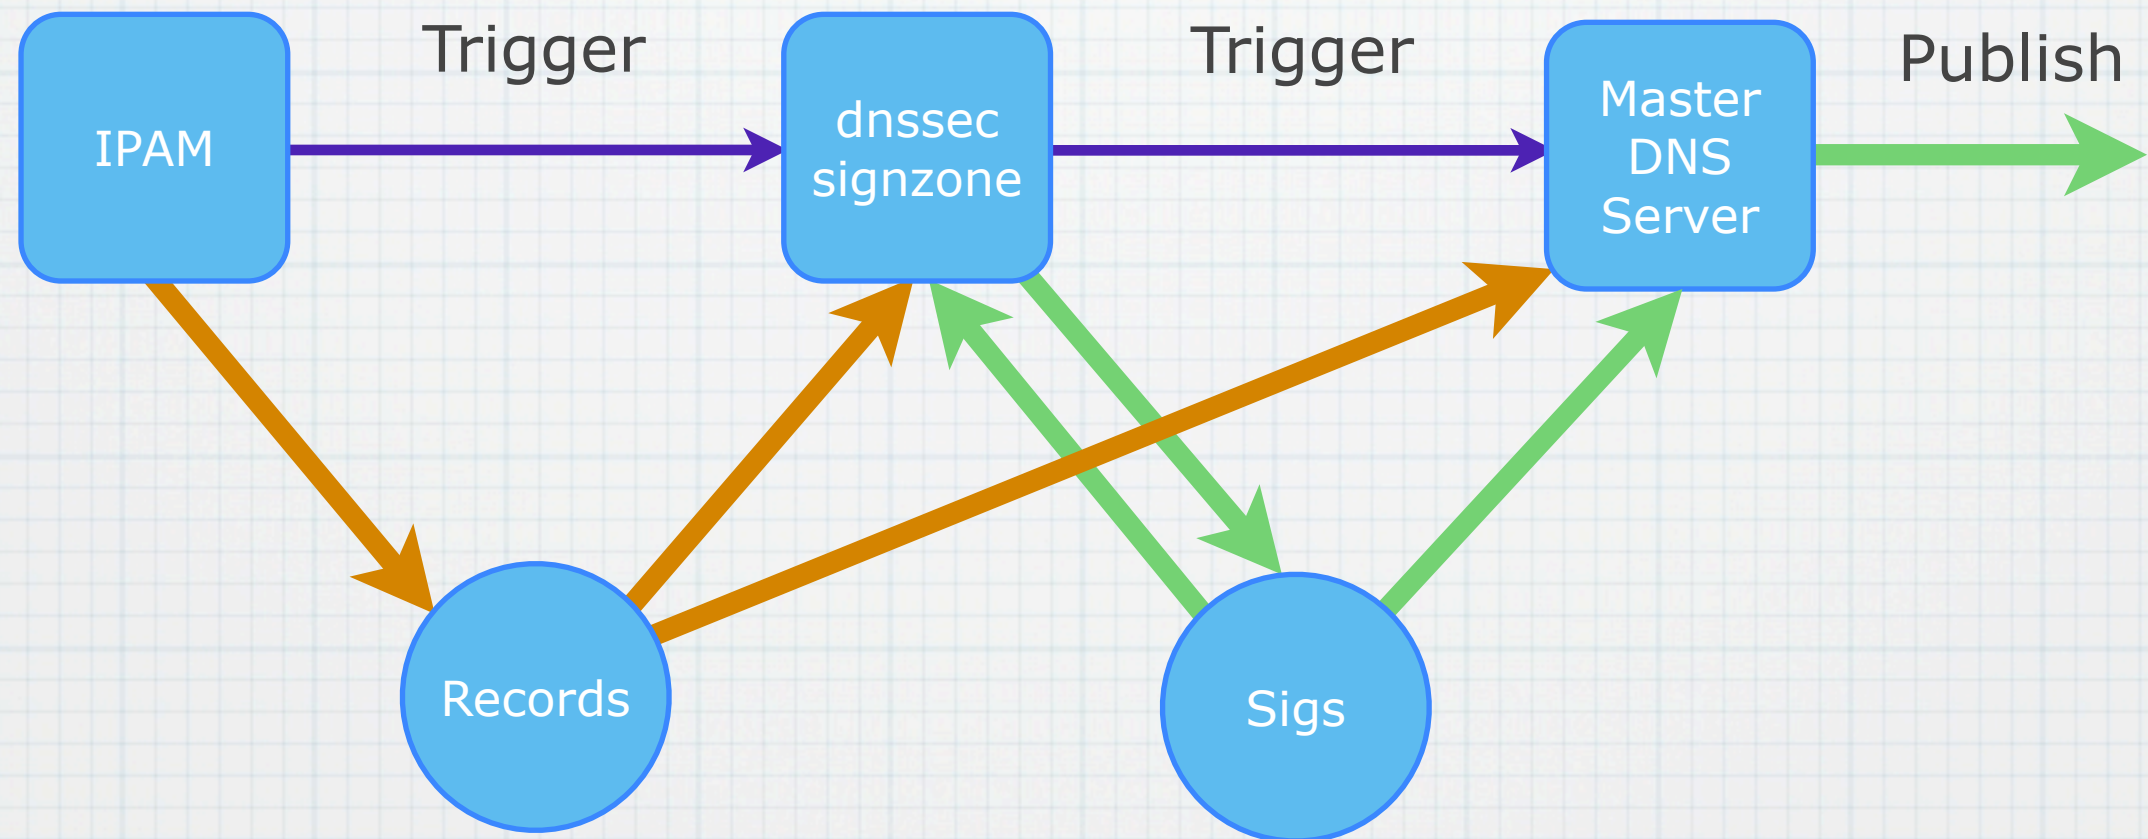 Trigger
Trigger
Publish
IPAM
dnssec
signzone
Master
DNS
Server
Records
Sigs